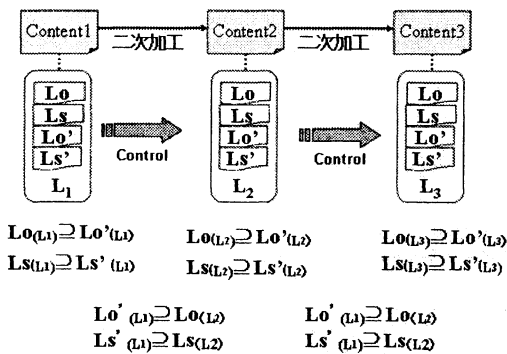 Content1 二次加工 Content2 二次加工 Content3
Lo Lo Lo
Ls Ls Ls
Lo' Lo' Lo'
Ls' Ls' Ls'
Control Control
L1 L2 L3
Lo(L1)⊇Lo'(L1) Lo(L2)⊇Lo'(L2) Lo(L3)⊇Lo'(L3)
Ls(L1)⊇Ls'(L1) Ls(L2)⊇Ls'(L2) Ls(L3)⊇Ls'(L3)
Lo'(L1)⊇Lo(L2) Lo'(L1)⊇Lo(L2)
Ls'(L1)⊇Ls(L2) Ls'(L1)⊇Ls(L2)